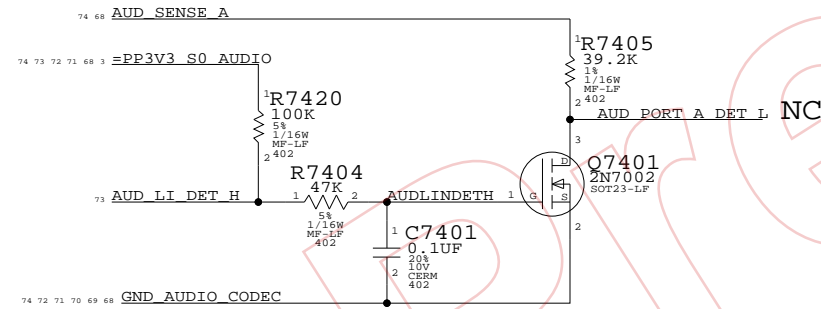 74 68 AUD_SENSE_A
74 73 72 71 68 3 =PP3V3_S0_AUDIO
1
R7405
39.2K
1%
1/16W
MF-LF
402
2
1
R7420
100K
5%
1/16W
MF-LF
402
2
AUD_PORT_A_DET_L NC
3
D
Q7401
2N7002
SOT23-LF
G
S
1
2
R7404
47K
1
2
5%
1/16W
MF-LF
402
73 AUD_LI_DET_H
AUDLINDETH
1
C7401
0.1UF
20%
10V
CERM
402
2
74 72 71 70 69 68 GND_AUDIO_CODEC
Pre